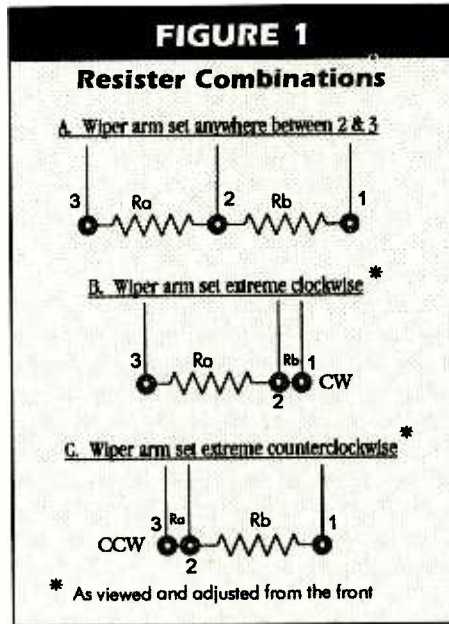 FIGURE 1
Resister Combinations
A. Wiper arm set anywhere between 2 & 3
3 Ra 2 Rb 1
B. Wiper arm set extreme clockwise *
3 Ra Rb 1 CW
2
C. Wiper arm set extreme counterclockwise *
3 Ra Rb 1
CCW
2
* As viewed and adjusted from the front